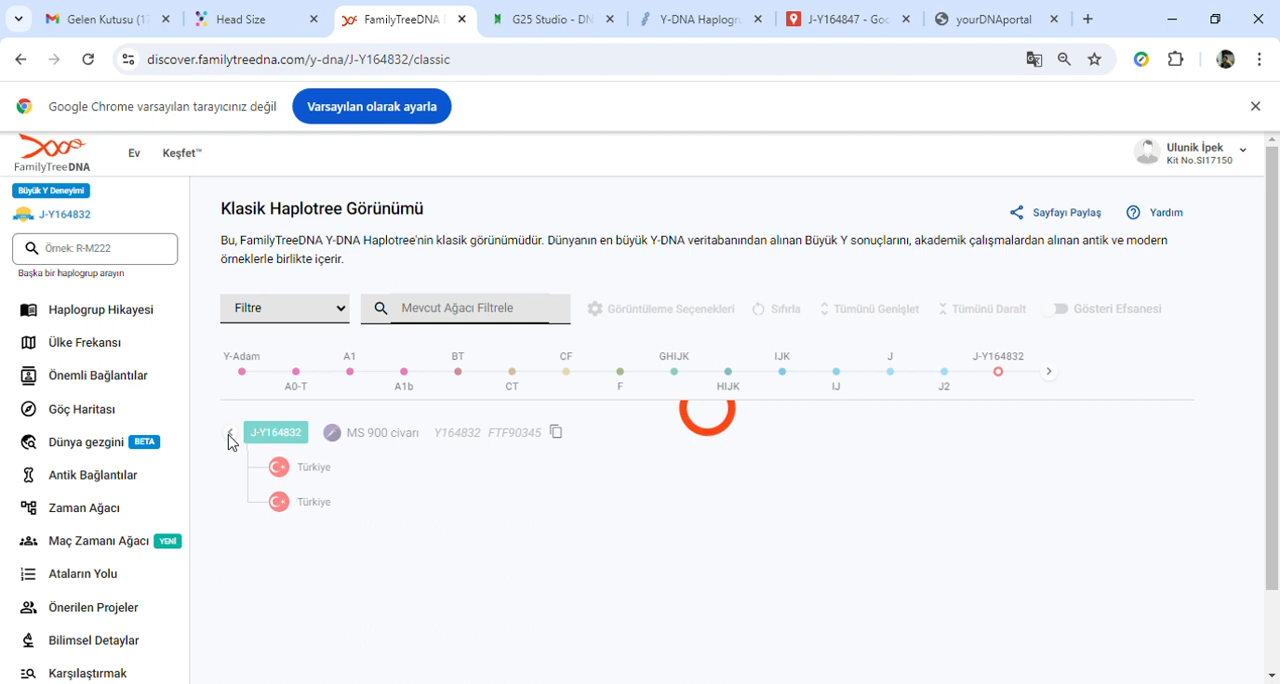 Gelen Kutusu (17
Head Size
FamilyTreeDNA
G25 Studio - DN
Y-DNA Haplogru
J-Y164847 - Goo
yourDNAportal
discover.familytreedna.com/y-dna/J-Y164832/classic
Google Chrome varsayılan tarayıcınız değil
Varsayılan olarak ayarla
FamilyTreeDNA
Ev
Keşfet™
Ulunik İpek
Kit No.SI17150
Büyük Y Deneyimi
J-Y164832
Örnek: R-M222
Başka bir haplogrup arayın
Haplogrup Hikayesi
Ülke Frekansı
Önemli Bağlantılar
Göç Haritası
Dünya gezgini BETA
Antik Bağlantılar
Zaman Ağacı
Maç Zamanı Ağacı YENİ
Ataların Yolu
Önerilen Projeler
Bilimsel Detaylar
Karşılaştırmak
Klasik Haplotree Görünümü
Sayfayı Paylaş
Yardım
Bu, FamilyTreeDNA Y-DNA Haplotree'nin klasik görünümüdür. Dünyanın en büyük Y-DNA veritabanından alınan Büyük Y sonuçlarını, akademik çalışmalardan alınan antik ve modern
örneklerle birlikte içerir.
Filtre
Mevcut Ağacı Filtrele
Görüntüleme Seçenekleri
Sıfırla
Tümünü Genişlet
Tümünü Daralt
Gösteri Efsanesi
Y-Adam A1 BT CF GHIJK IJK J J-Y164832
A0-T A1b CT F HIJK IJ J2
J-Y164832 MS 900 civarı Y164832 FTF90345
Türkiye
Türkiye